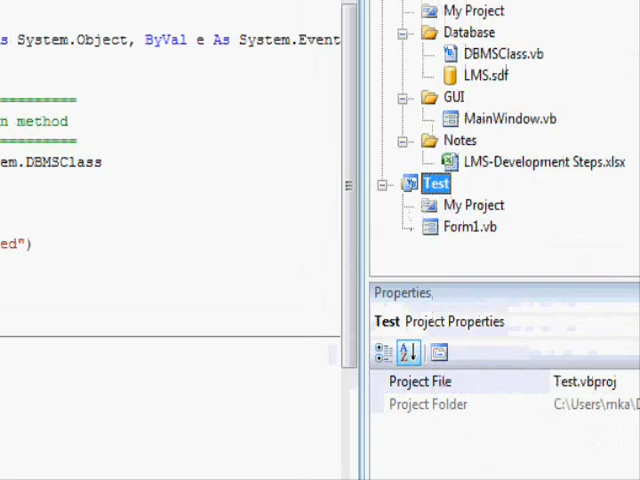 s System.Object, ByVal e As System.Event
=========
n method
=========
em.DBMSClass
ed")
My Project
Database
DBMSClass.vb
LMS.sdf
GUI
MainWindow.vb
Notes
LMS-Development Steps.xlsx
Test
My Project
Form1.vb
Properties
Test Project Properties
Project File Test.vbproj
Project Folder C:\Users\mka\D